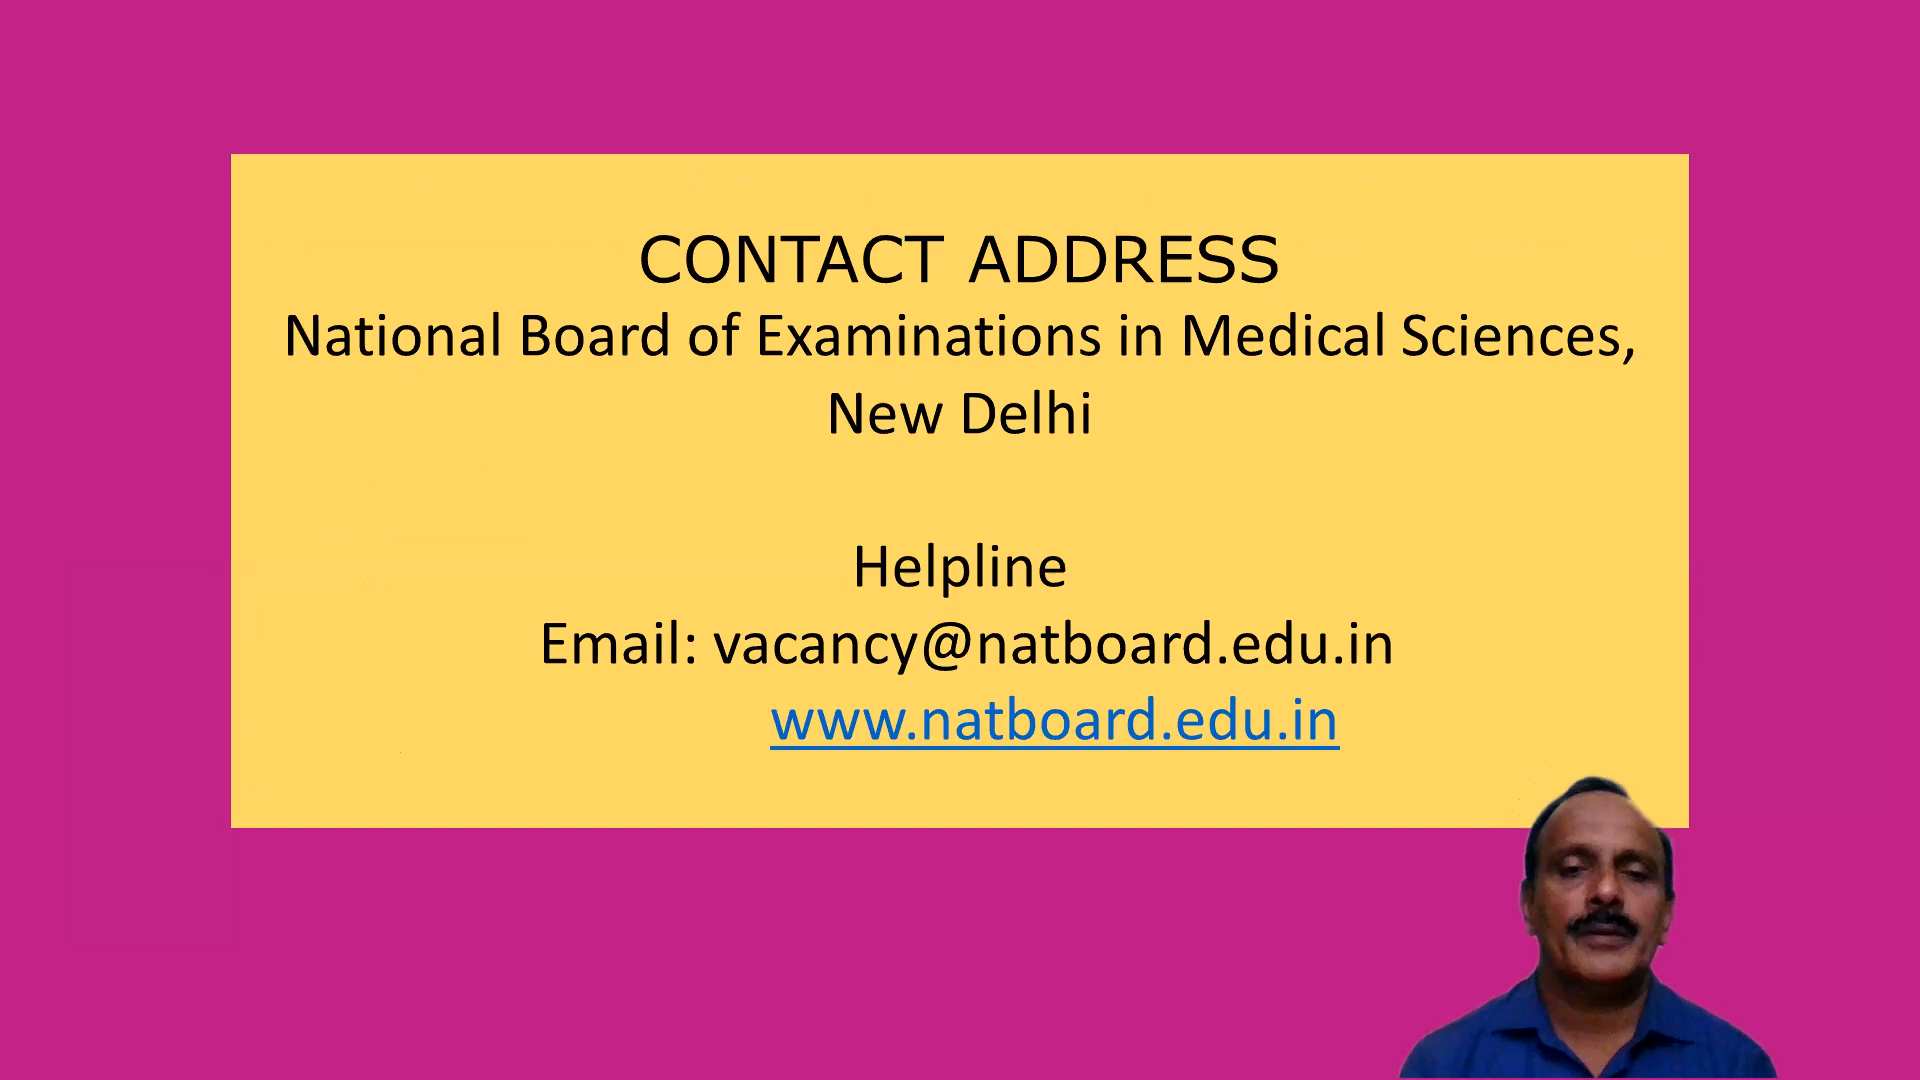 CONTACT ADDRESS
National Board of Examinations in Medical Sciences,
New Delhi
Helpline
Email: vacancy@natboard.edu.in
www.natboard.edu.in